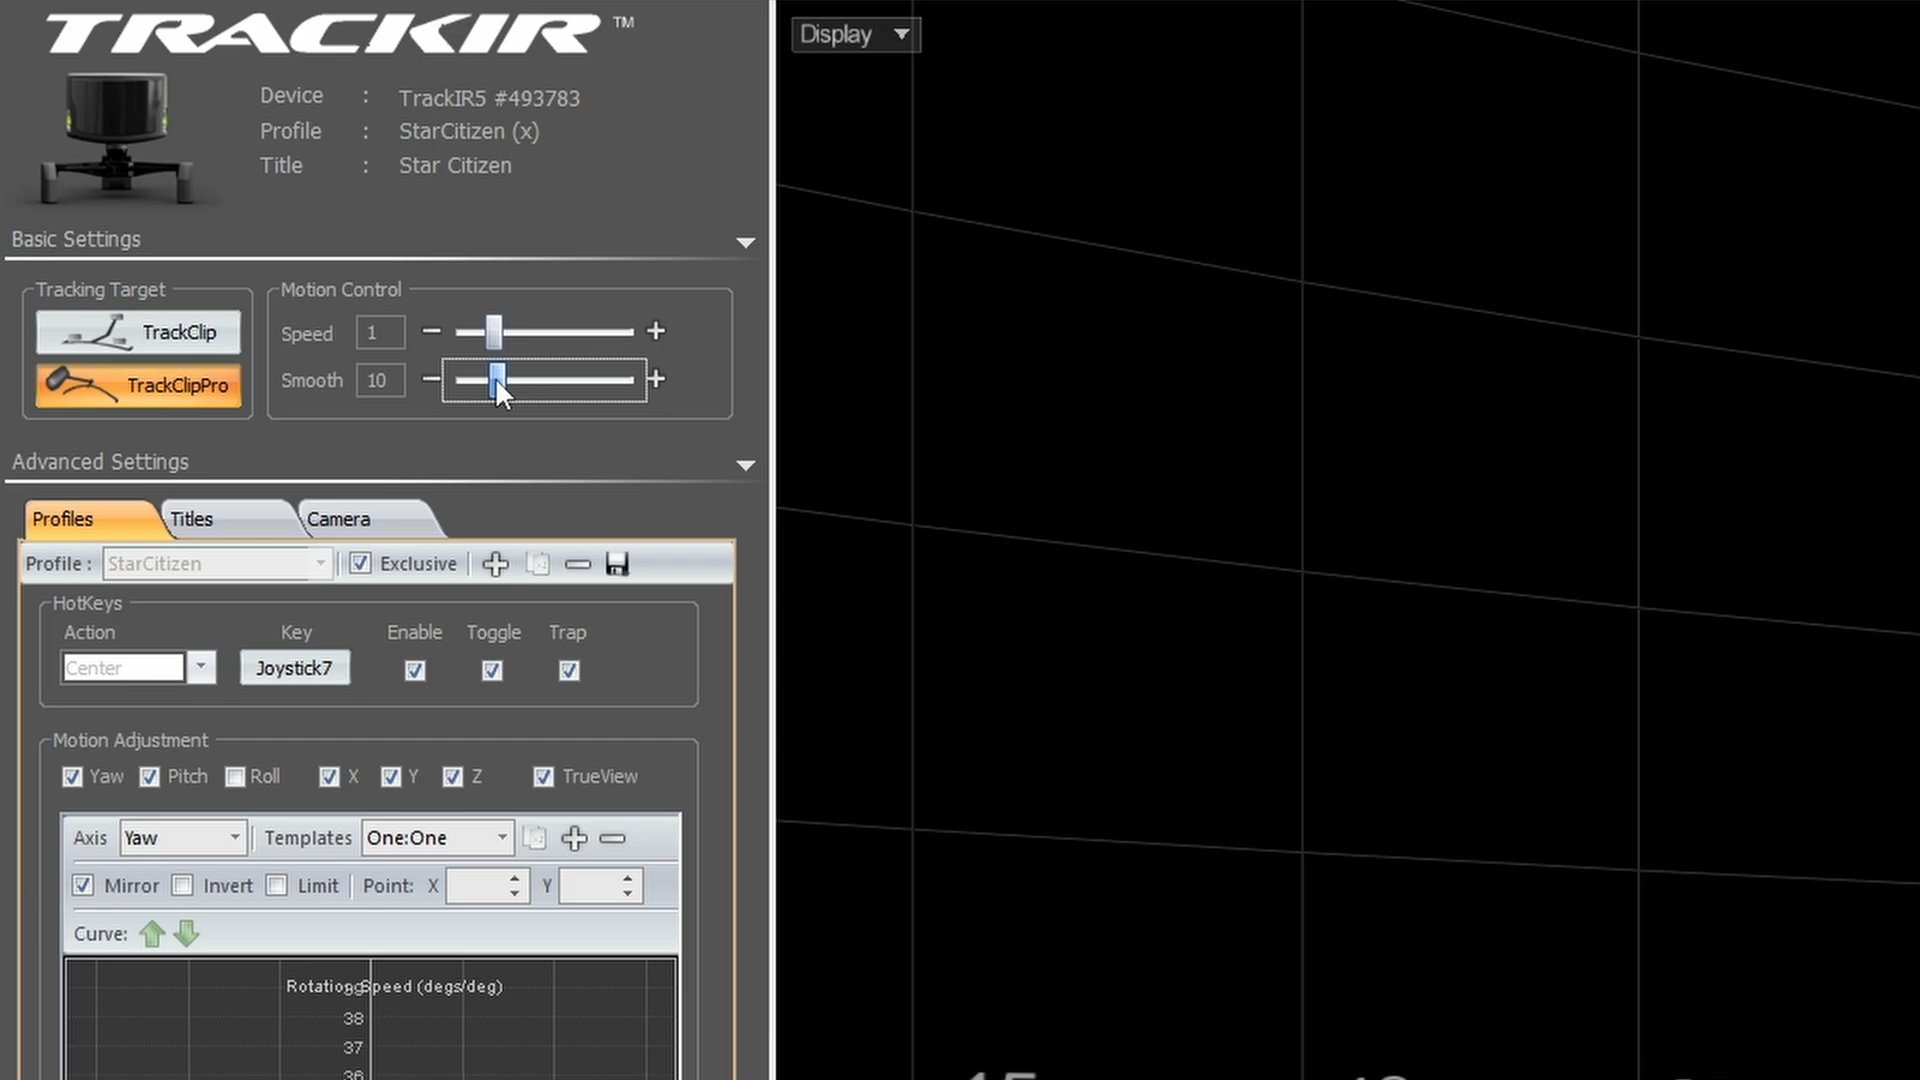 TRACKIR™
Display
Device : TrackIR5 #493783
Profile : StarCitizen (x)
Title : Star Citizen
Basic Settings
Tracking Target
TrackClip
TrackClipPro
Motion Control
Speed 1
Smooth 10
Advanced Settings
Profiles Titles Camera
Profile : StarCitizen Exclusive
HotKeys
Action Key Enable Toggle Trap
Center Joystick7
Motion Adjustment
Yaw Pitch Roll X Y Z TrueView
Axis Yaw Templates One:One
Mirror Invert Limit Point: X Y
Curve:
Rotation Speed (degs/deg)
38
37
36